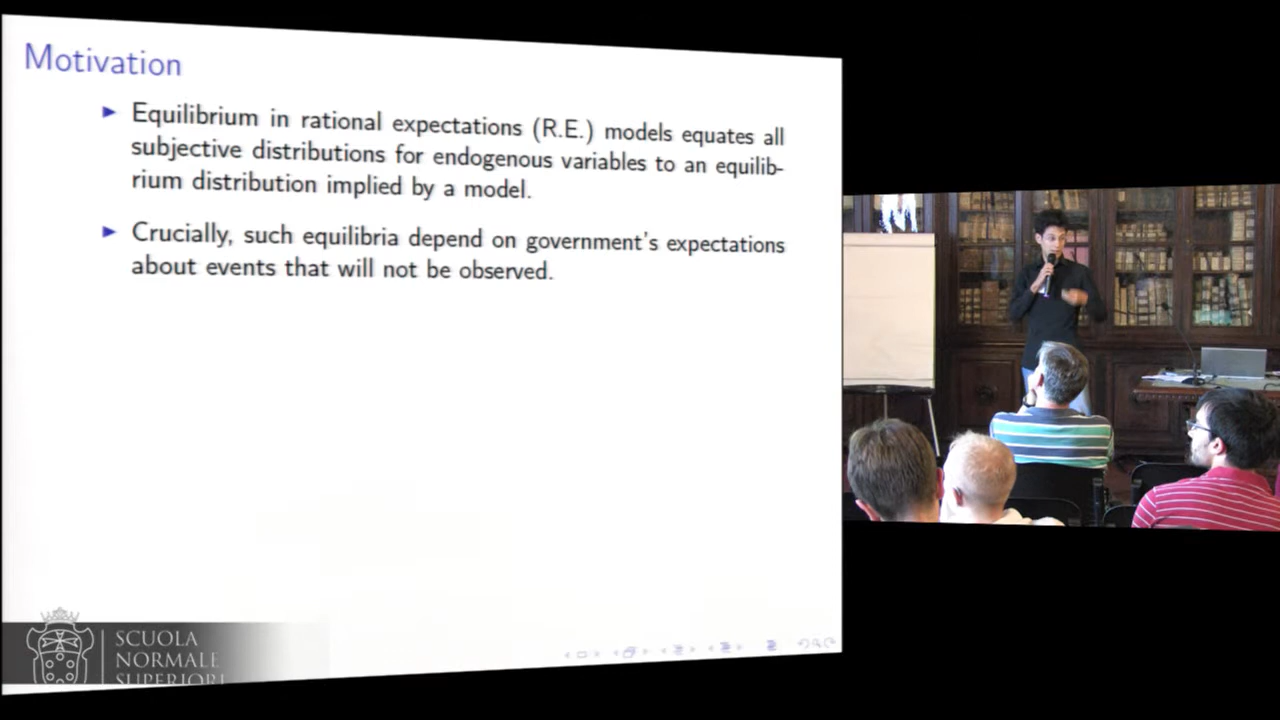 Motivation
Equilibrium in rational expectations (R.E.) models equates all
subjective distributions for endogenous variables to an equilib-
rium distribution implied by a model.
Crucially, such equilibria depend on government's expectations
about events that will not be observed.
SCUOLA
NORMALE
SUPERIORE